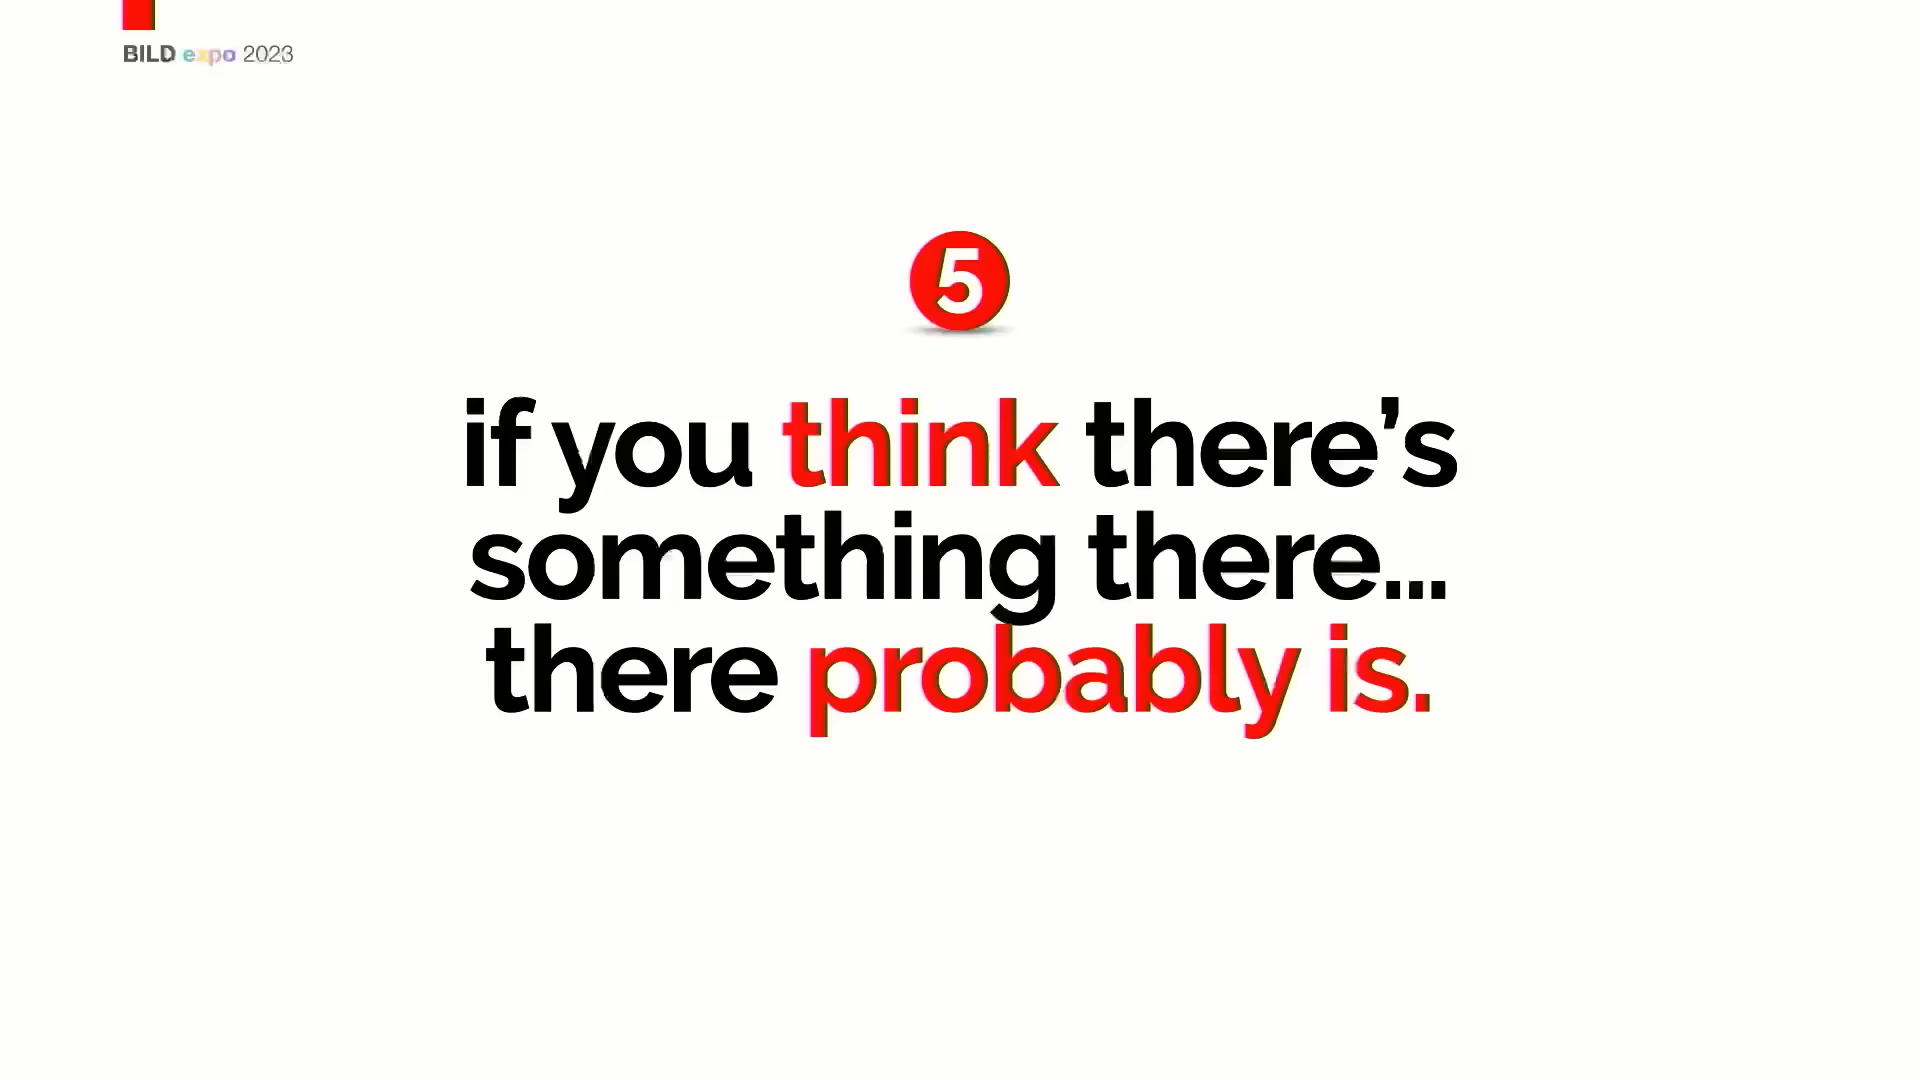 BILD expo 2023
5
if you think there’s
something there...
there probably is.